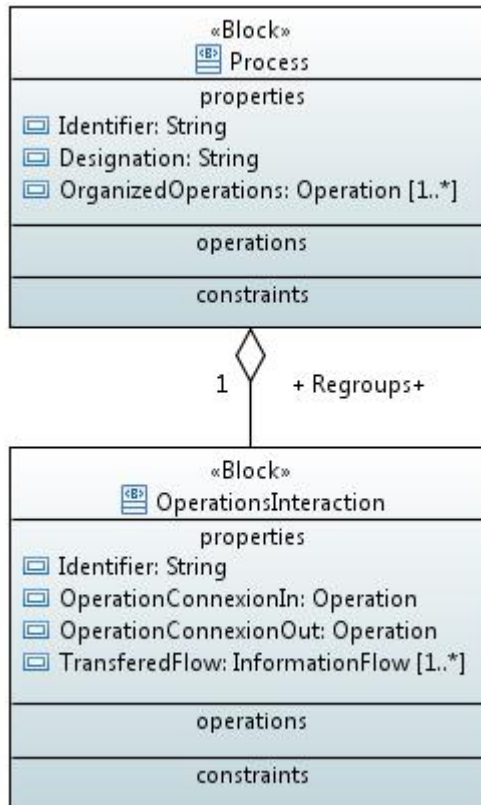 «Block»
Process
properties
Identifier: String
Designation: String
OrganizedOperations: Operation [1..*]
operations
constraints
1 + Regroups+
«Block»
OperationsInteraction
properties
Identifier: String
OperationConnexionIn: Operation
OperationConnexionOut: Operation
TransferedFlow: InformationFlow [1..*]
operations
constraints